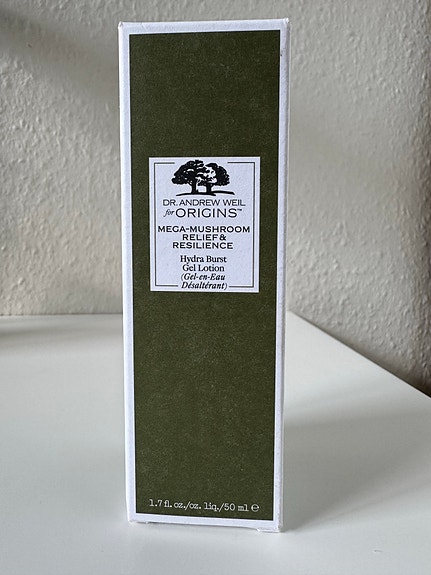 DR. ANDREW WEIL
for ORIGINS™
MEGA-MUSHROOM
RELIEF &
RESILIENCE
Hydra Burst
Gel Lotion
(Gel-en-Eau
Désaltérant)
1.7 fl. oz./oz. liq./50 ml ℮